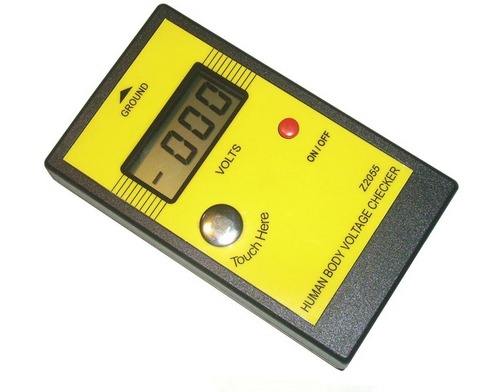 GROUND
-000
VOLTS
ON / OFF
Touch Here
Z2055
HUMAN BODY VOLTAGE CHECKER